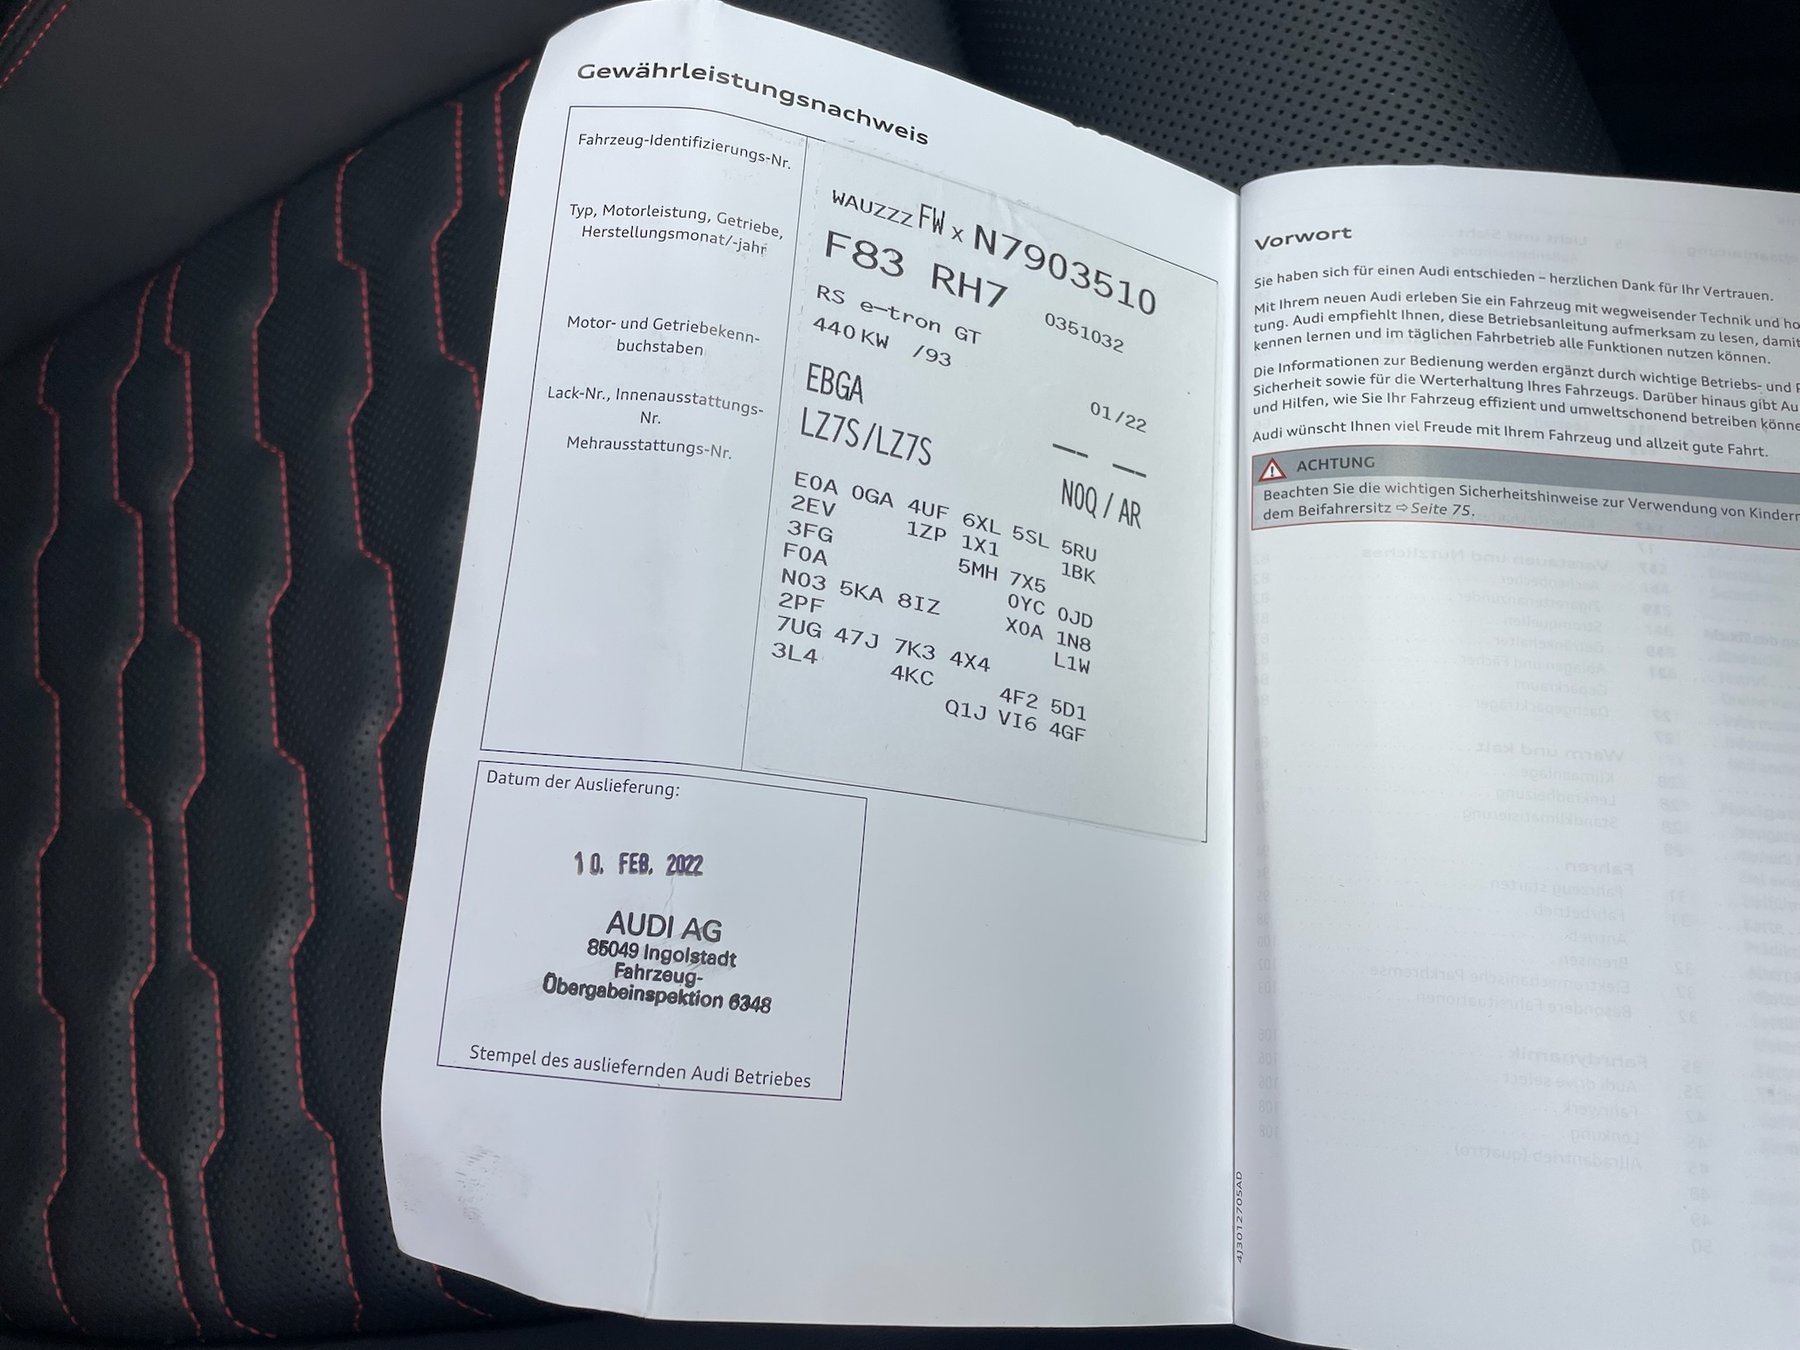 Gewährleistungsnachweis
Fahrzeug-Identifizierungs-Nr.
Typ, Motorleistung, Getriebe,
Herstellungsmonat/-jahr
Motor- und Getriebekenn-
buchstaben
Lack-Nr., Innenausstattungs-
Nr.
Mehrausstattungs-Nr.
WAUZZZFWxN7903510
F83 RH7 0351032
RS e-tron GT
440KW /93 01/22
EBGA --- ---
LZ7S/LZ7S N0Q / AR
E0A 0GA 4UF 6XL 5SL 5RU
2EV 1ZP 1X1 1BK
3FG 5MH 7X5
F0A 0YC 0JD
N03 5KA 8IZ X0A 1N8
2PF L1W
7UG 47J 7K3 4X4
3L4 4KC 4F2 5D1
Q1J VI6 4GF
Datum der Auslieferung:
10. FEB. 2022
AUDI AG
85049 Ingolstadt
Fahrzeug-
Übergabeinspektion 6348
Stempel des ausliefernden Audi Betriebes
Vorwort
Sie haben sich für einen Audi entschieden – herzlichen Dank für Ihr Vertrauen.
Mit Ihrem neuen Audi erleben Sie ein Fahrzeug mit wegweisender Technik und ho
tung. Audi empfiehlt Ihnen, diese Betriebsanleitung aufmerksam zu lesen, damit
kennen lernen und im täglichen Fahrbetrieb alle Funktionen nutzen können.
Die Informationen zur Bedienung werden ergänzt durch wichtige Betriebs- und
Sicherheit sowie für die Werterhaltung Ihres Fahrzeugs. Darüber hinaus gibt Au
und Hilfen, wie Sie Ihr Fahrzeug effizient und umweltschonend betreiben könne
Audi wünscht Ihnen viel Freude mit Ihrem Fahrzeug und allzeit gute Fahrt.
ACHTUNG
Beachten Sie die wichtigen Sicherheitshinweise zur Verwendung von Kinder
dem Beifahrersitz ⇨ Seite 75.
4J3012705AD